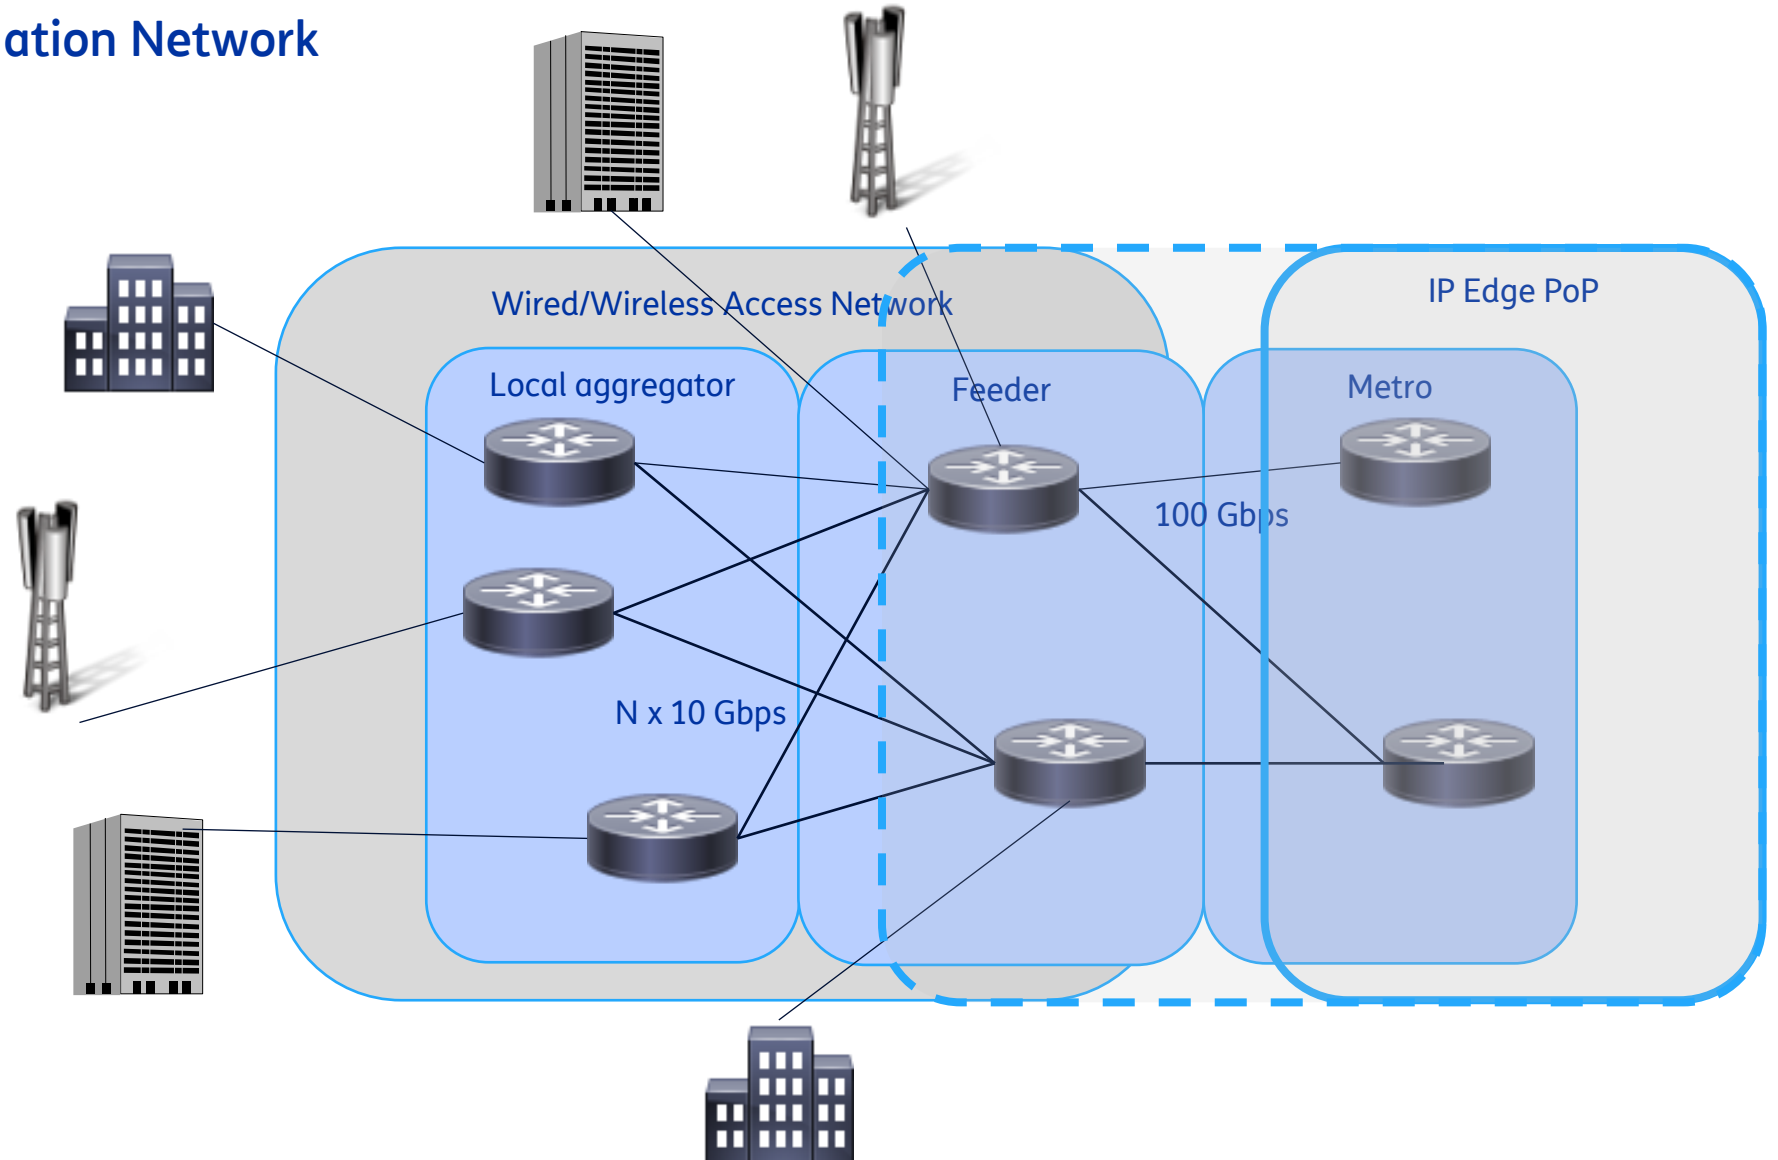 ation Network
Wired/Wireless Access Network
IP Edge PoP
Local aggregator
Feeder
Metro
100 Gbps
N x 10 Gbps